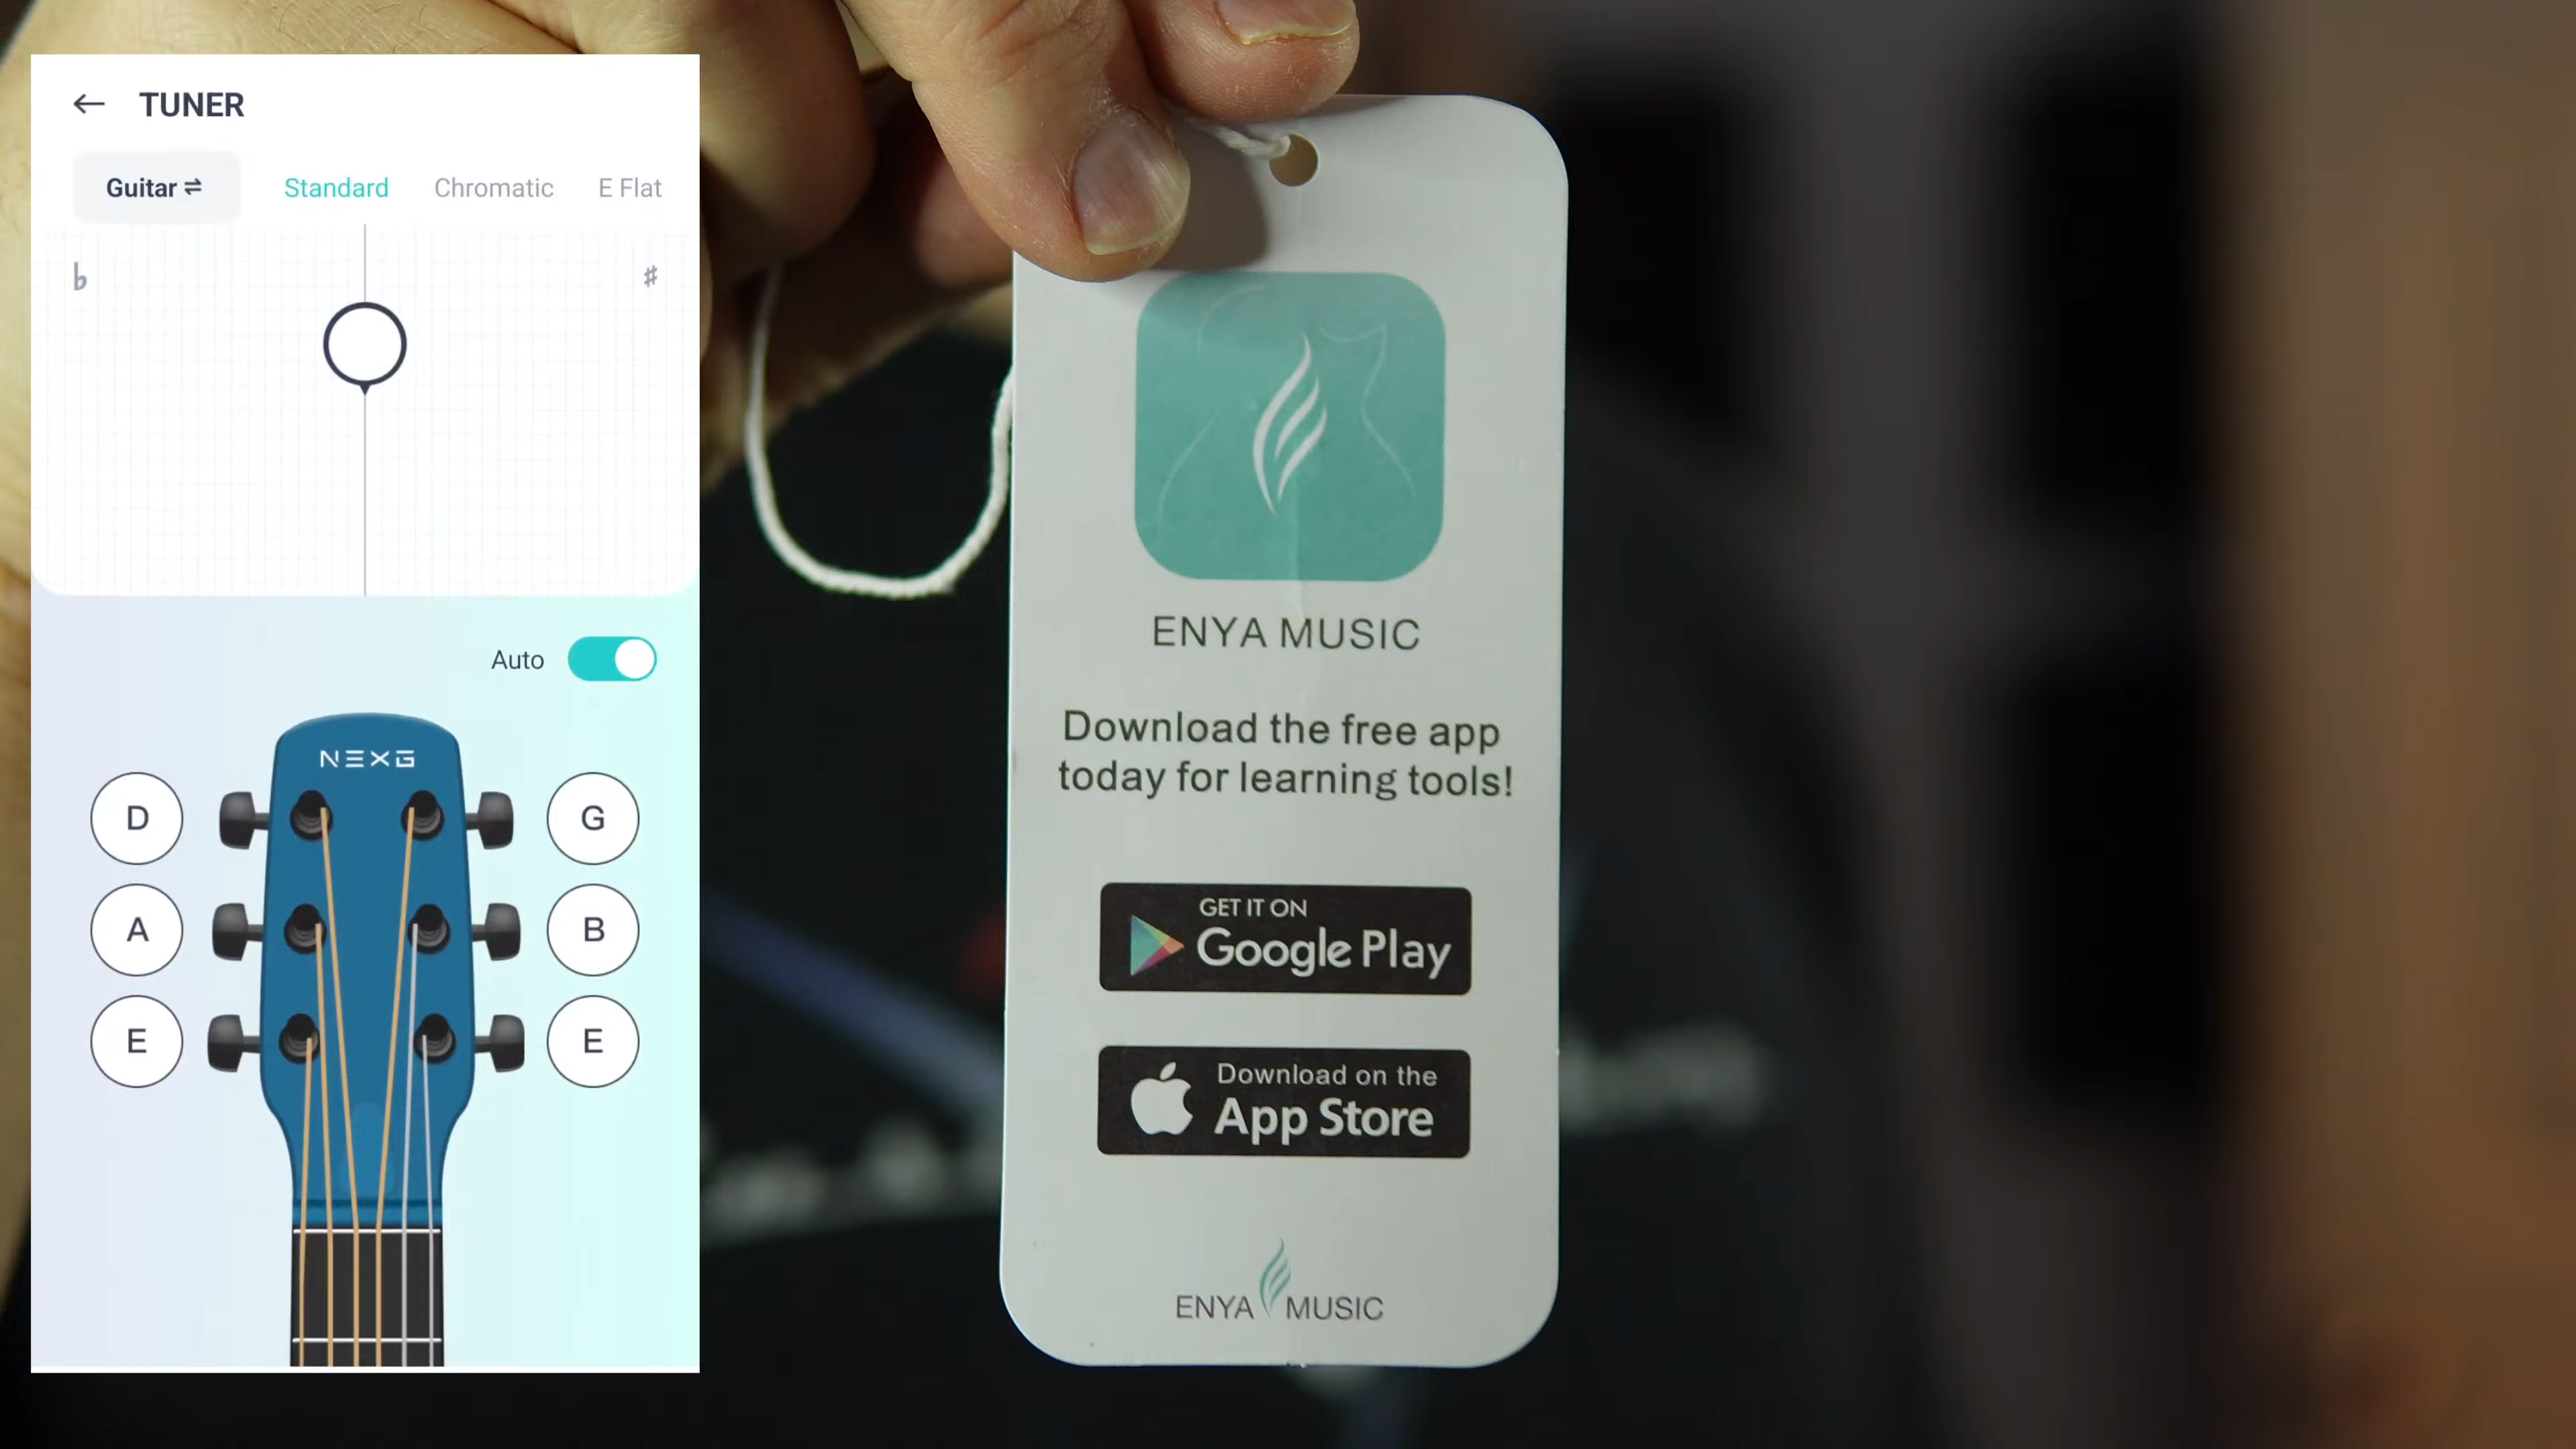 TUNER
Guitar ⇌ Standard Chromatic E Flat
♭ ♯
Auto
NEXG
D G
A B
E E
ENYA MUSIC
Download the free app
today for learning tools!
GET IT ON
Google Play
Download on the
App Store
ENYA MUSIC